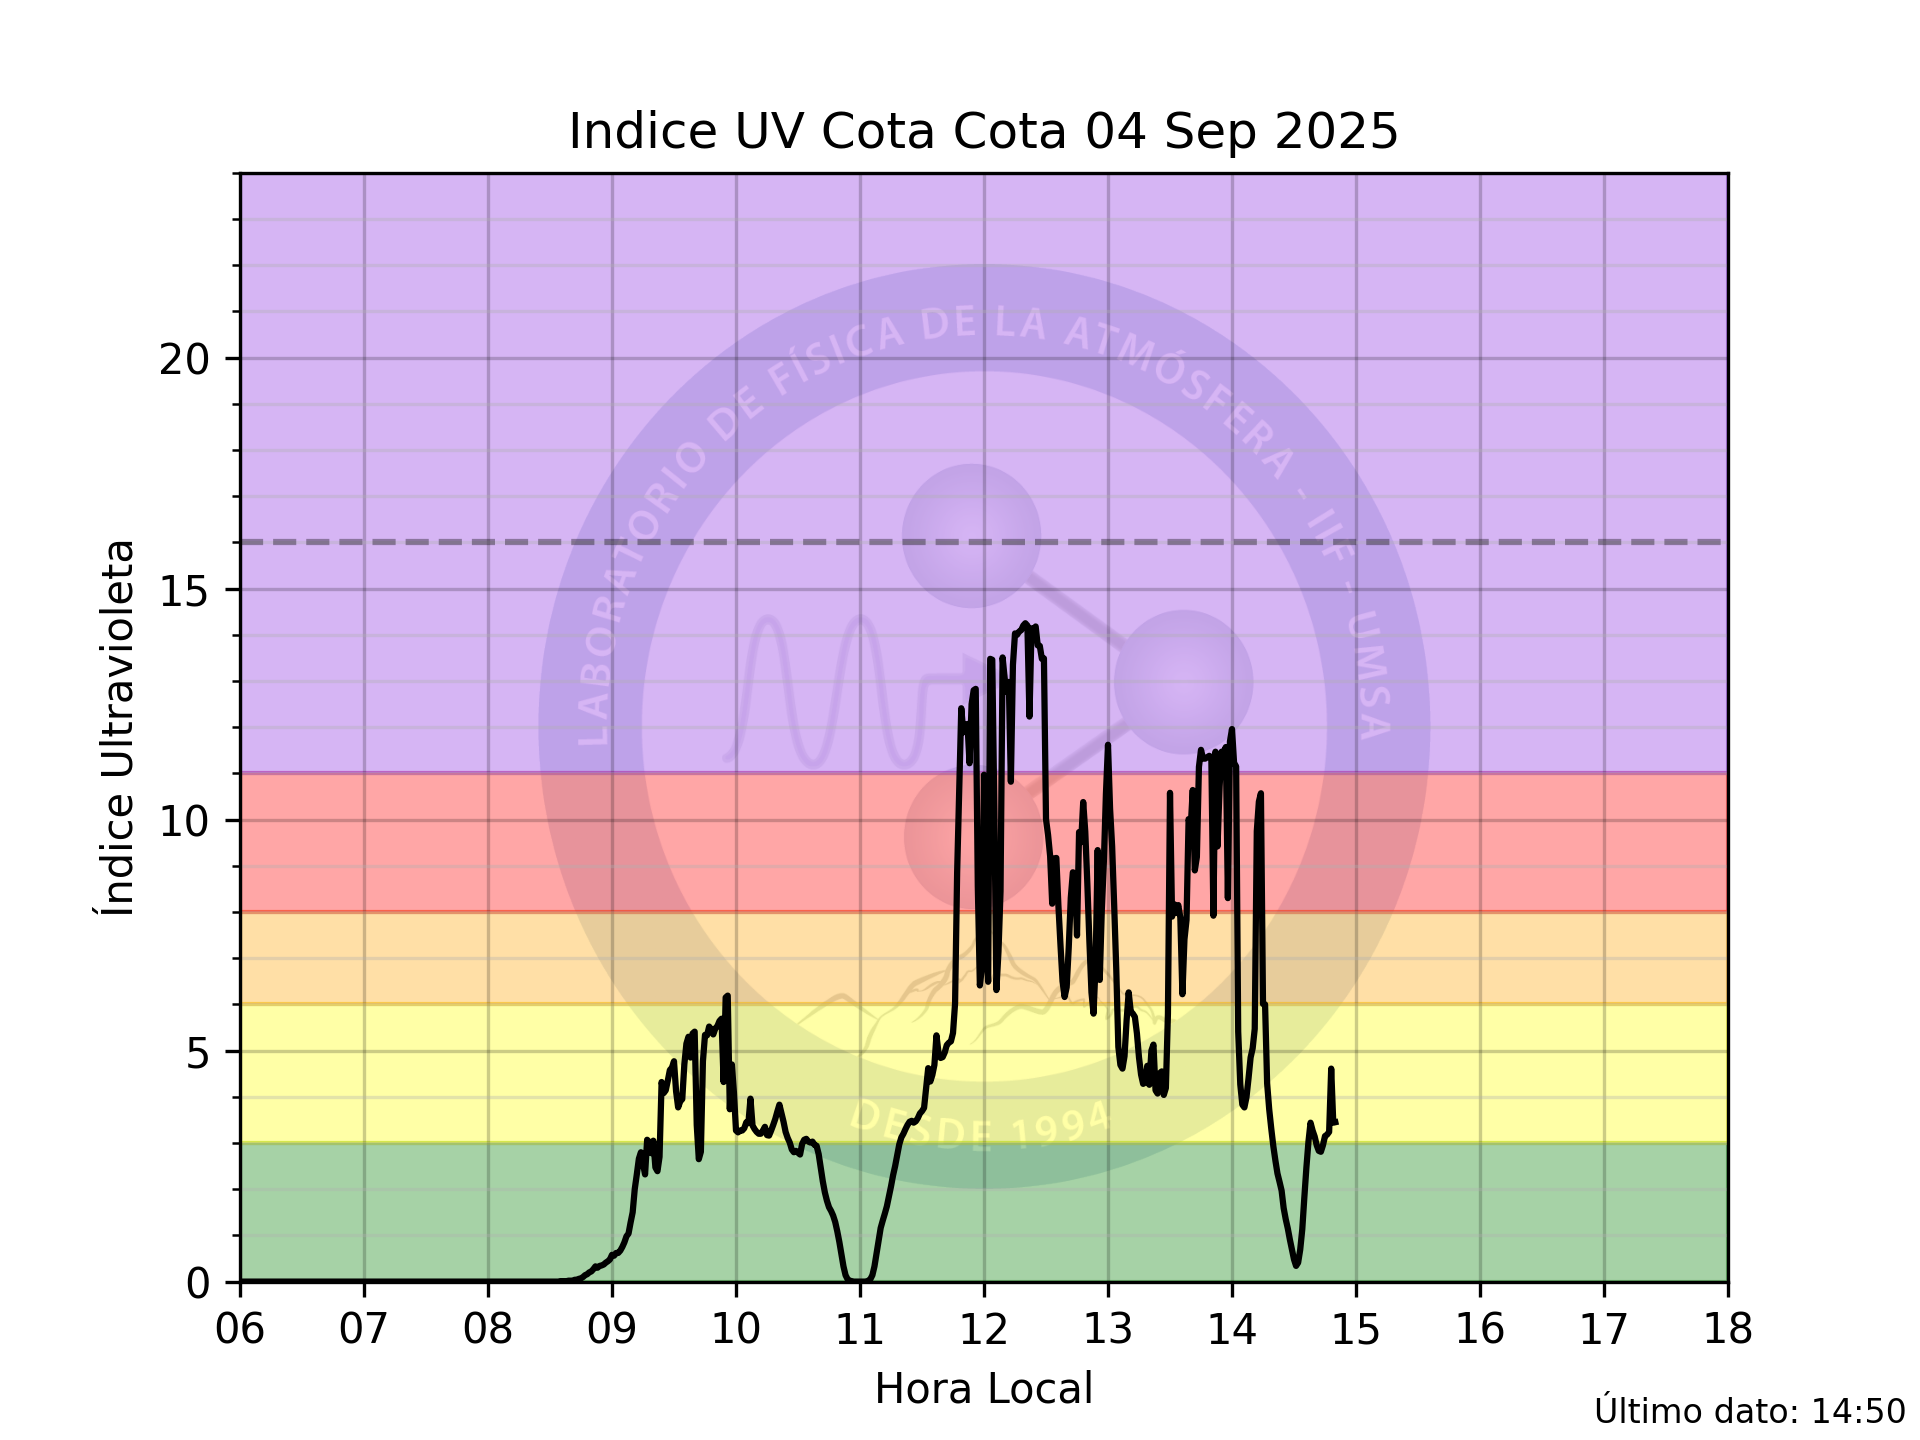 Indice UV Cota Cota 04 Sep 2025
LABORATORIO DE FÍSICA DE LA ATMÓSFERA - IIF - UMSA
DESDE 1994
Índice Ultravioleta
20
15
10
5
0
06 07 08 09 10 11 12 13 14 15 16 17 18
Hora Local
Último dato: 14:50